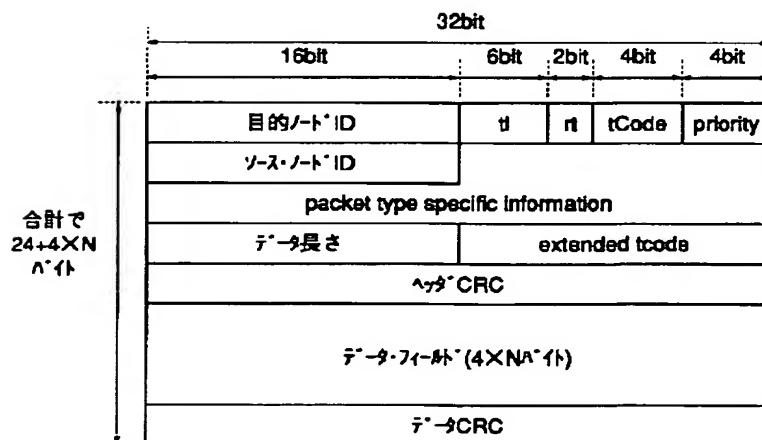 32bit
16bit 6bit 2bit 4bit 4bit
目的ノードID tl rt tCode priority
ソース・ノードID
packet type specific information
合計で
24+4×N
バイト
データ長さ extended tcode
ヘッダCRC
データ・フィールド(4×Nバイト)
データCRC